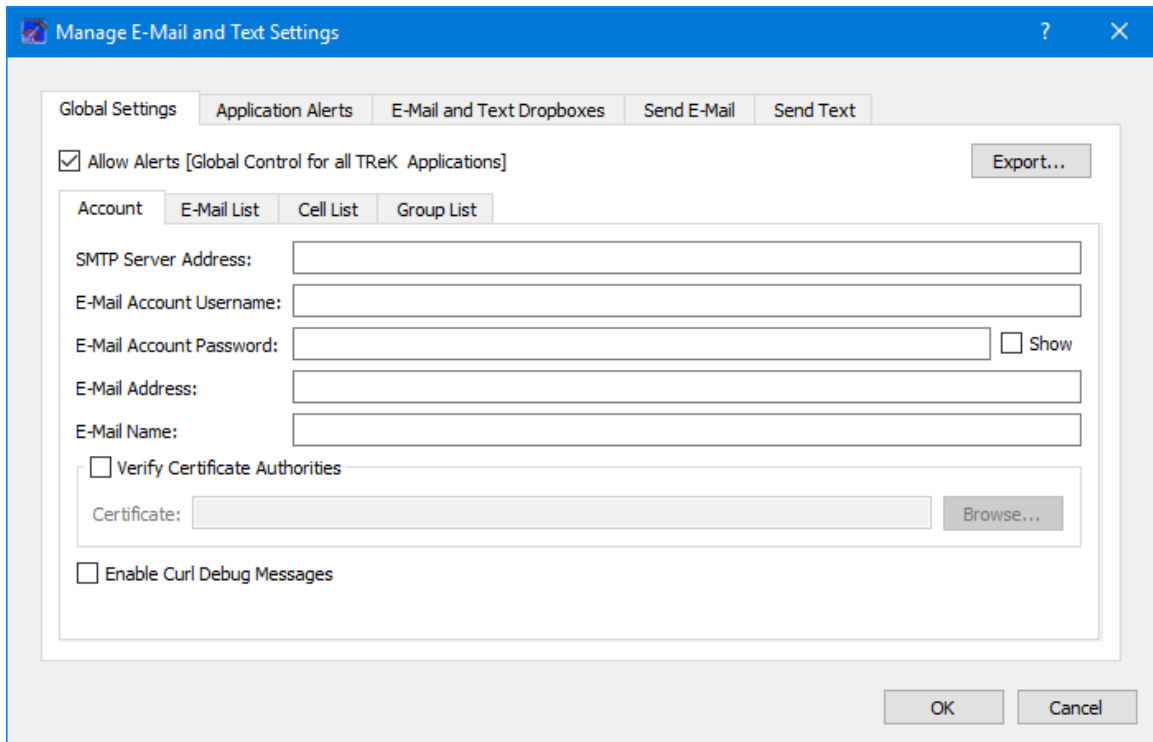 Manage E-Mail and Text Settings ?
Global Settings Application Alerts E-Mail and Text Dropboxes Send E-Mail Send Text
Allow Alerts [Global Control for all TReK Applications] Export...
Account E-Mail List Cell List Group List
SMTP Server Address:
E-Mail Account Username:
E-Mail Account Password: Show
E-Mail Address:
E-Mail Name:
Verify Certificate Authorities
Certificate: Browse...
Enable Curl Debug Messages
OK Cancel